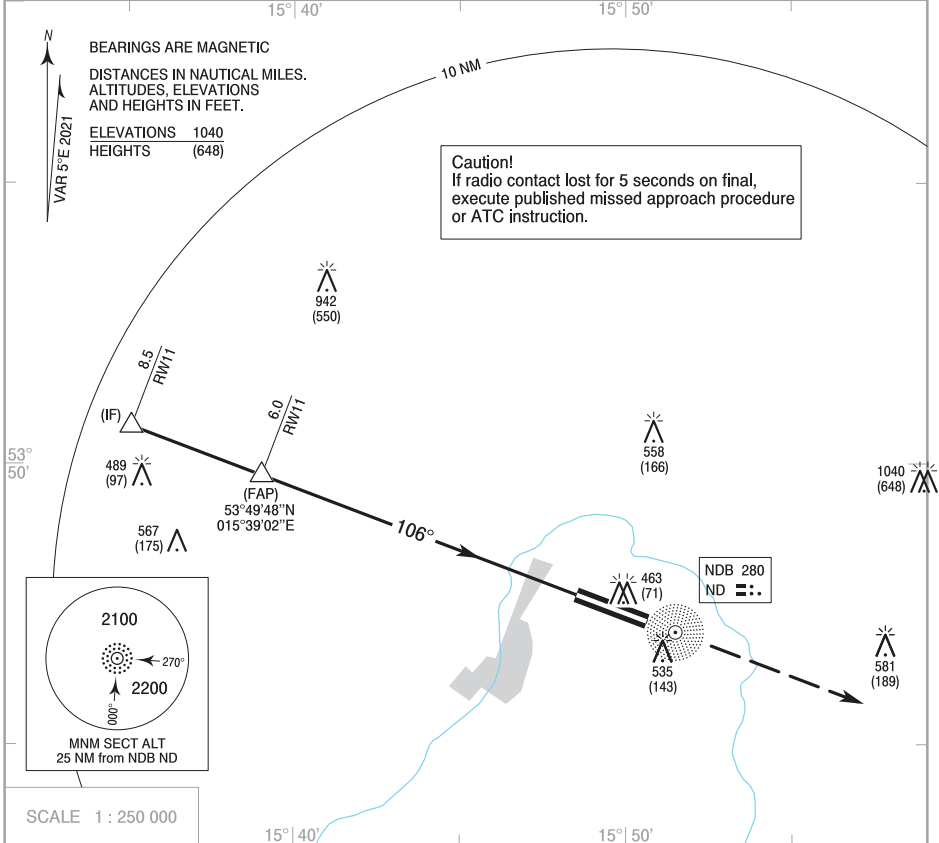 15° 40’
15° 50’
N
VAR 5°E 2021
BEARINGS ARE MAGNETIC
DISTANCES IN NAUTICAL MILES.
ALTITUDES, ELEVATIONS
AND HEIGHTS IN FEET.
ELEVATIONS 1040
HEIGHTS (648)
10 NM
Caution!
If radio contact lost for 5 seconds on final,
execute published missed approach procedure
or ATC instruction.
942
(550)
8.5
RW11
(IF)
6.0
RW11
53°
50’
489
(97)
(FAP)
53°49’48”N
015°39’02”E
558
(166)
1040
(648)
567
(175)
106°
463
(71)
NDB 280
ND
535
(143)
581
(189)
2100
270°
2200
000°
MNM SECT ALT
25 NM from NDB ND
SCALE 1 : 250 000
15° 40’
15° 50’